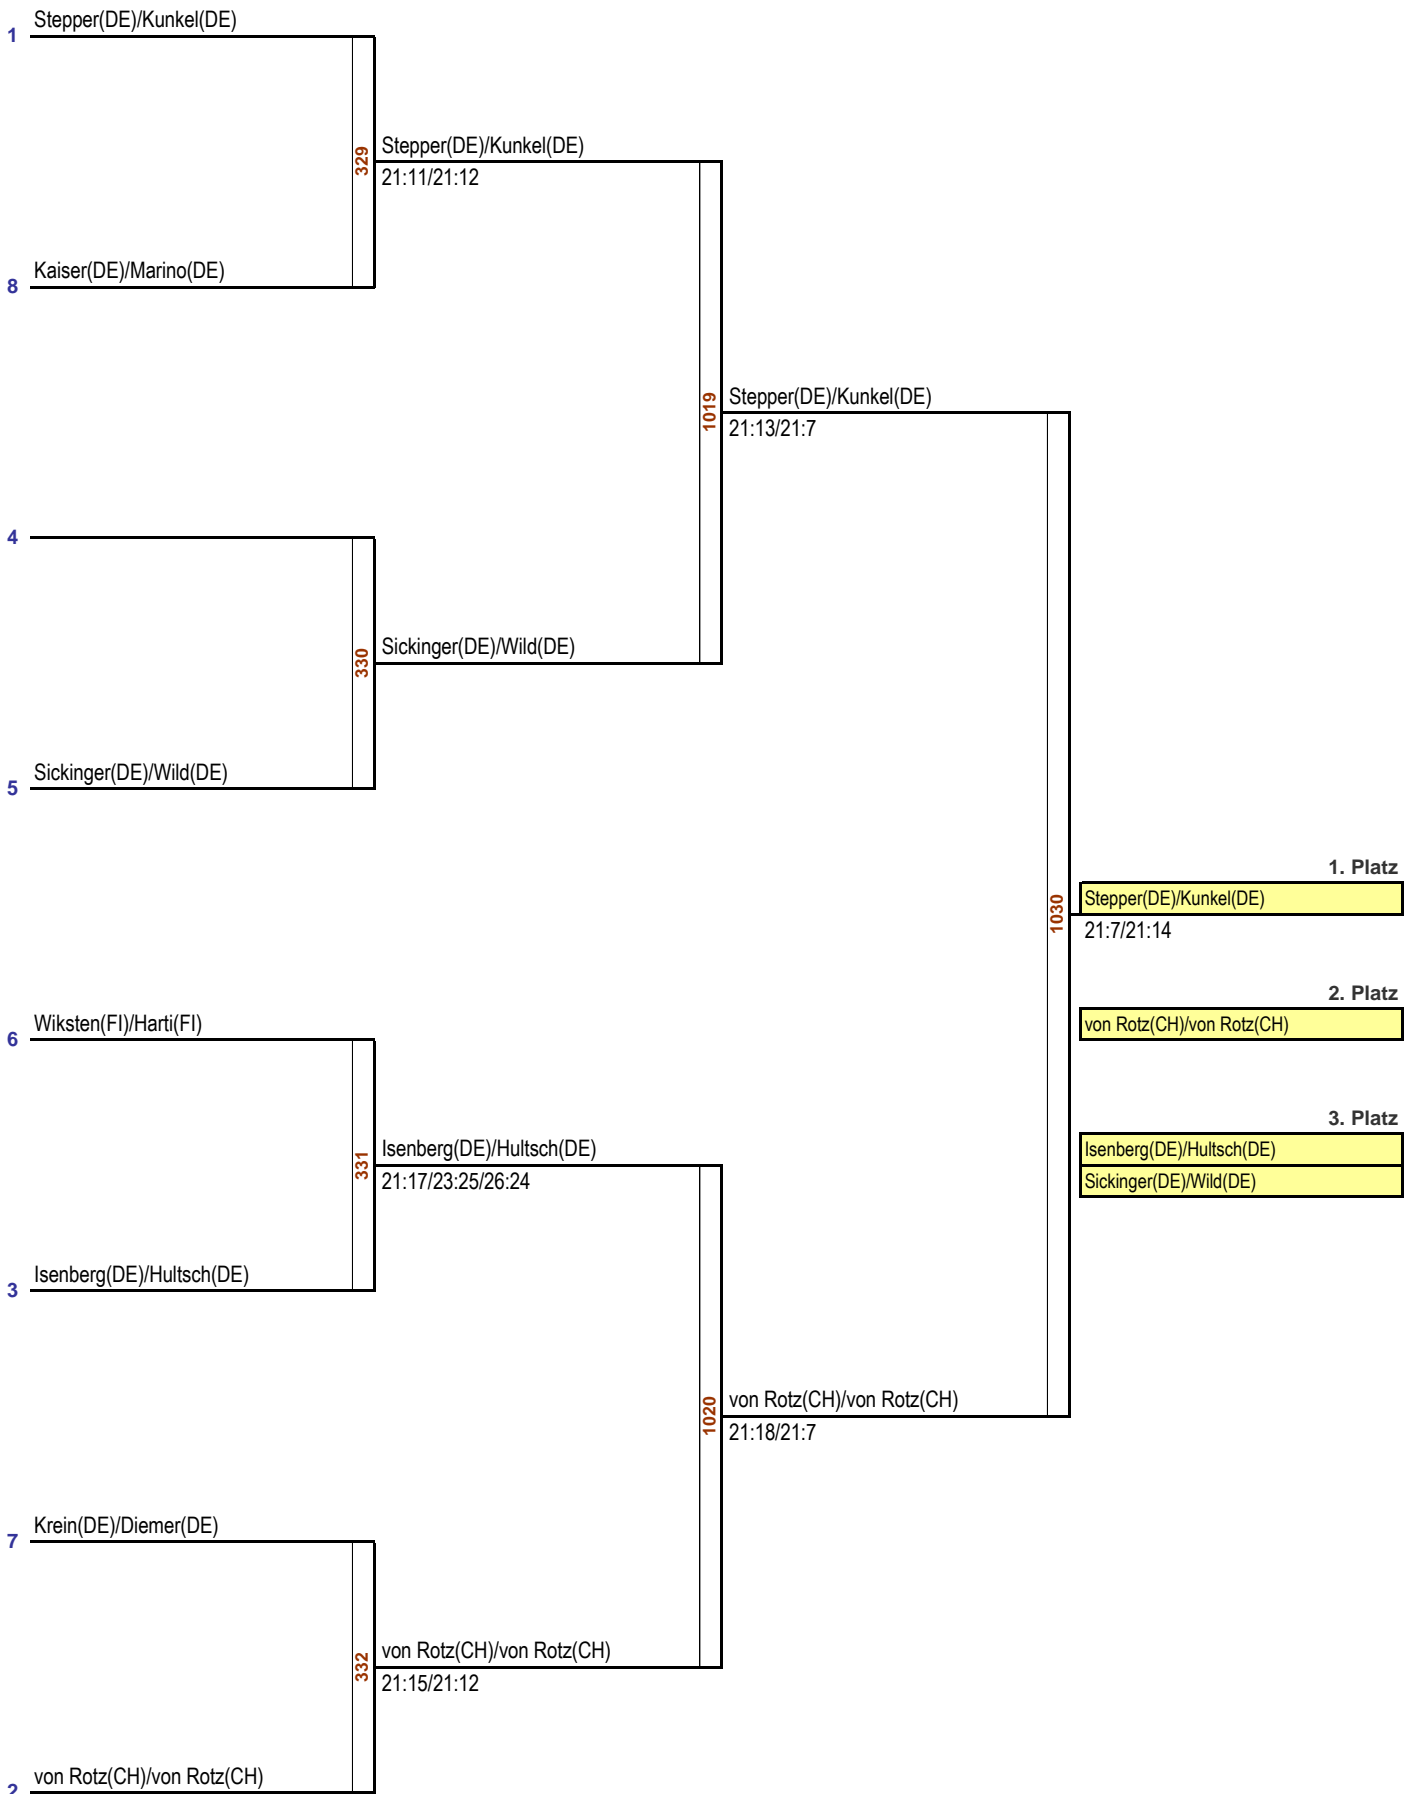 Stepper(DE)/Kunkel(DE)
1
329
Stepper(DE)/Kunkel(DE)
21:11/21:12
Kaiser(DE)/Marino(DE)
8
1019
Stepper(DE)/Kunkel(DE)
21:13/21:7
4
330
Sickinger(DE)/Wild(DE)
Sickinger(DE)/Wild(DE)
5
1030
1. Platz
Stepper(DE)/Kunkel(DE)
21:7/21:14
2. Platz
von Rotz(CH)/von Rotz(CH)
3. Platz
Isenberg(DE)/Hultsch(DE)
Sickinger(DE)/Wild(DE)
Wiksten(FI)/Harti(FI)
6
331
Isenberg(DE)/Hultsch(DE)
21:17/23:25/26:24
Isenberg(DE)/Hultsch(DE)
3
1020
von Rotz(CH)/von Rotz(CH)
21:18/21:7
Krein(DE)/Diemer(DE)
7
332
von Rotz(CH)/von Rotz(CH)
21:15/21:12
von Rotz(CH)/von Rotz(CH)
2